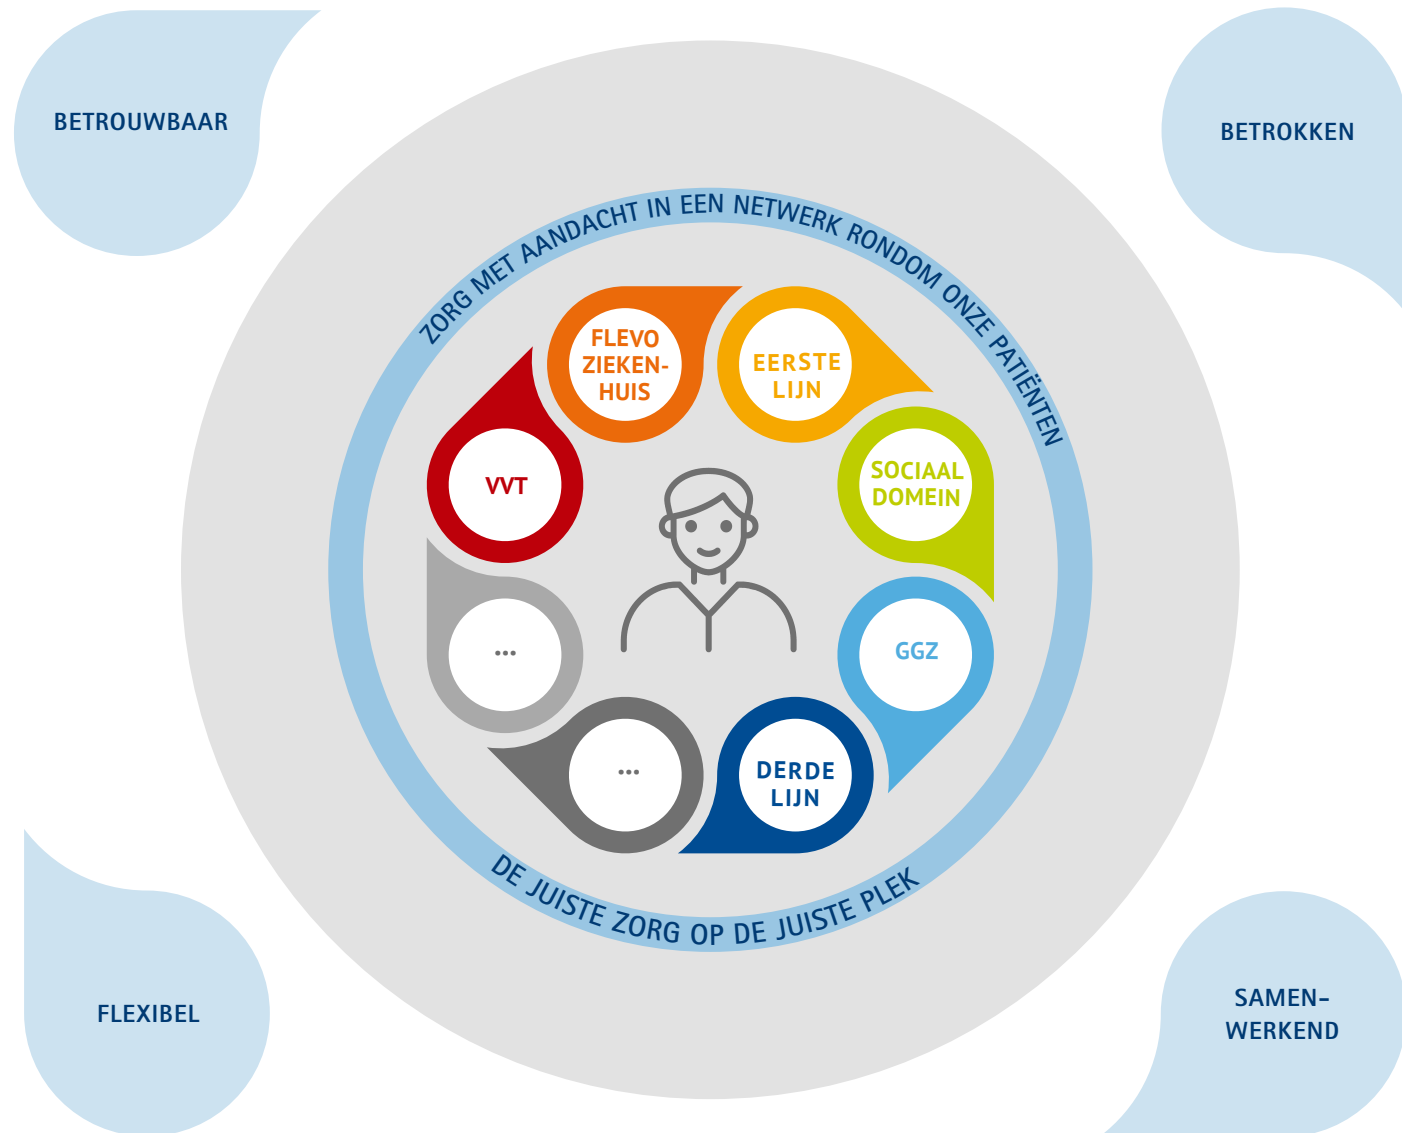 BETROUWBAAR
BETROKKEN
ZORG MET AANDACHT IN EEN NETWERK RONDOM ONZE PATIËNTEN
FLEVO
ZIEKEN-
HUIS
EERSTE
LIJN
SOCIAAL
DOMEIN
VVT
GGZ
...
...
DERDE
LIJN
DE JUISTE ZORG OP DE JUISTE PLEK
FLEXIBEL
SAMEN-
WERKEND